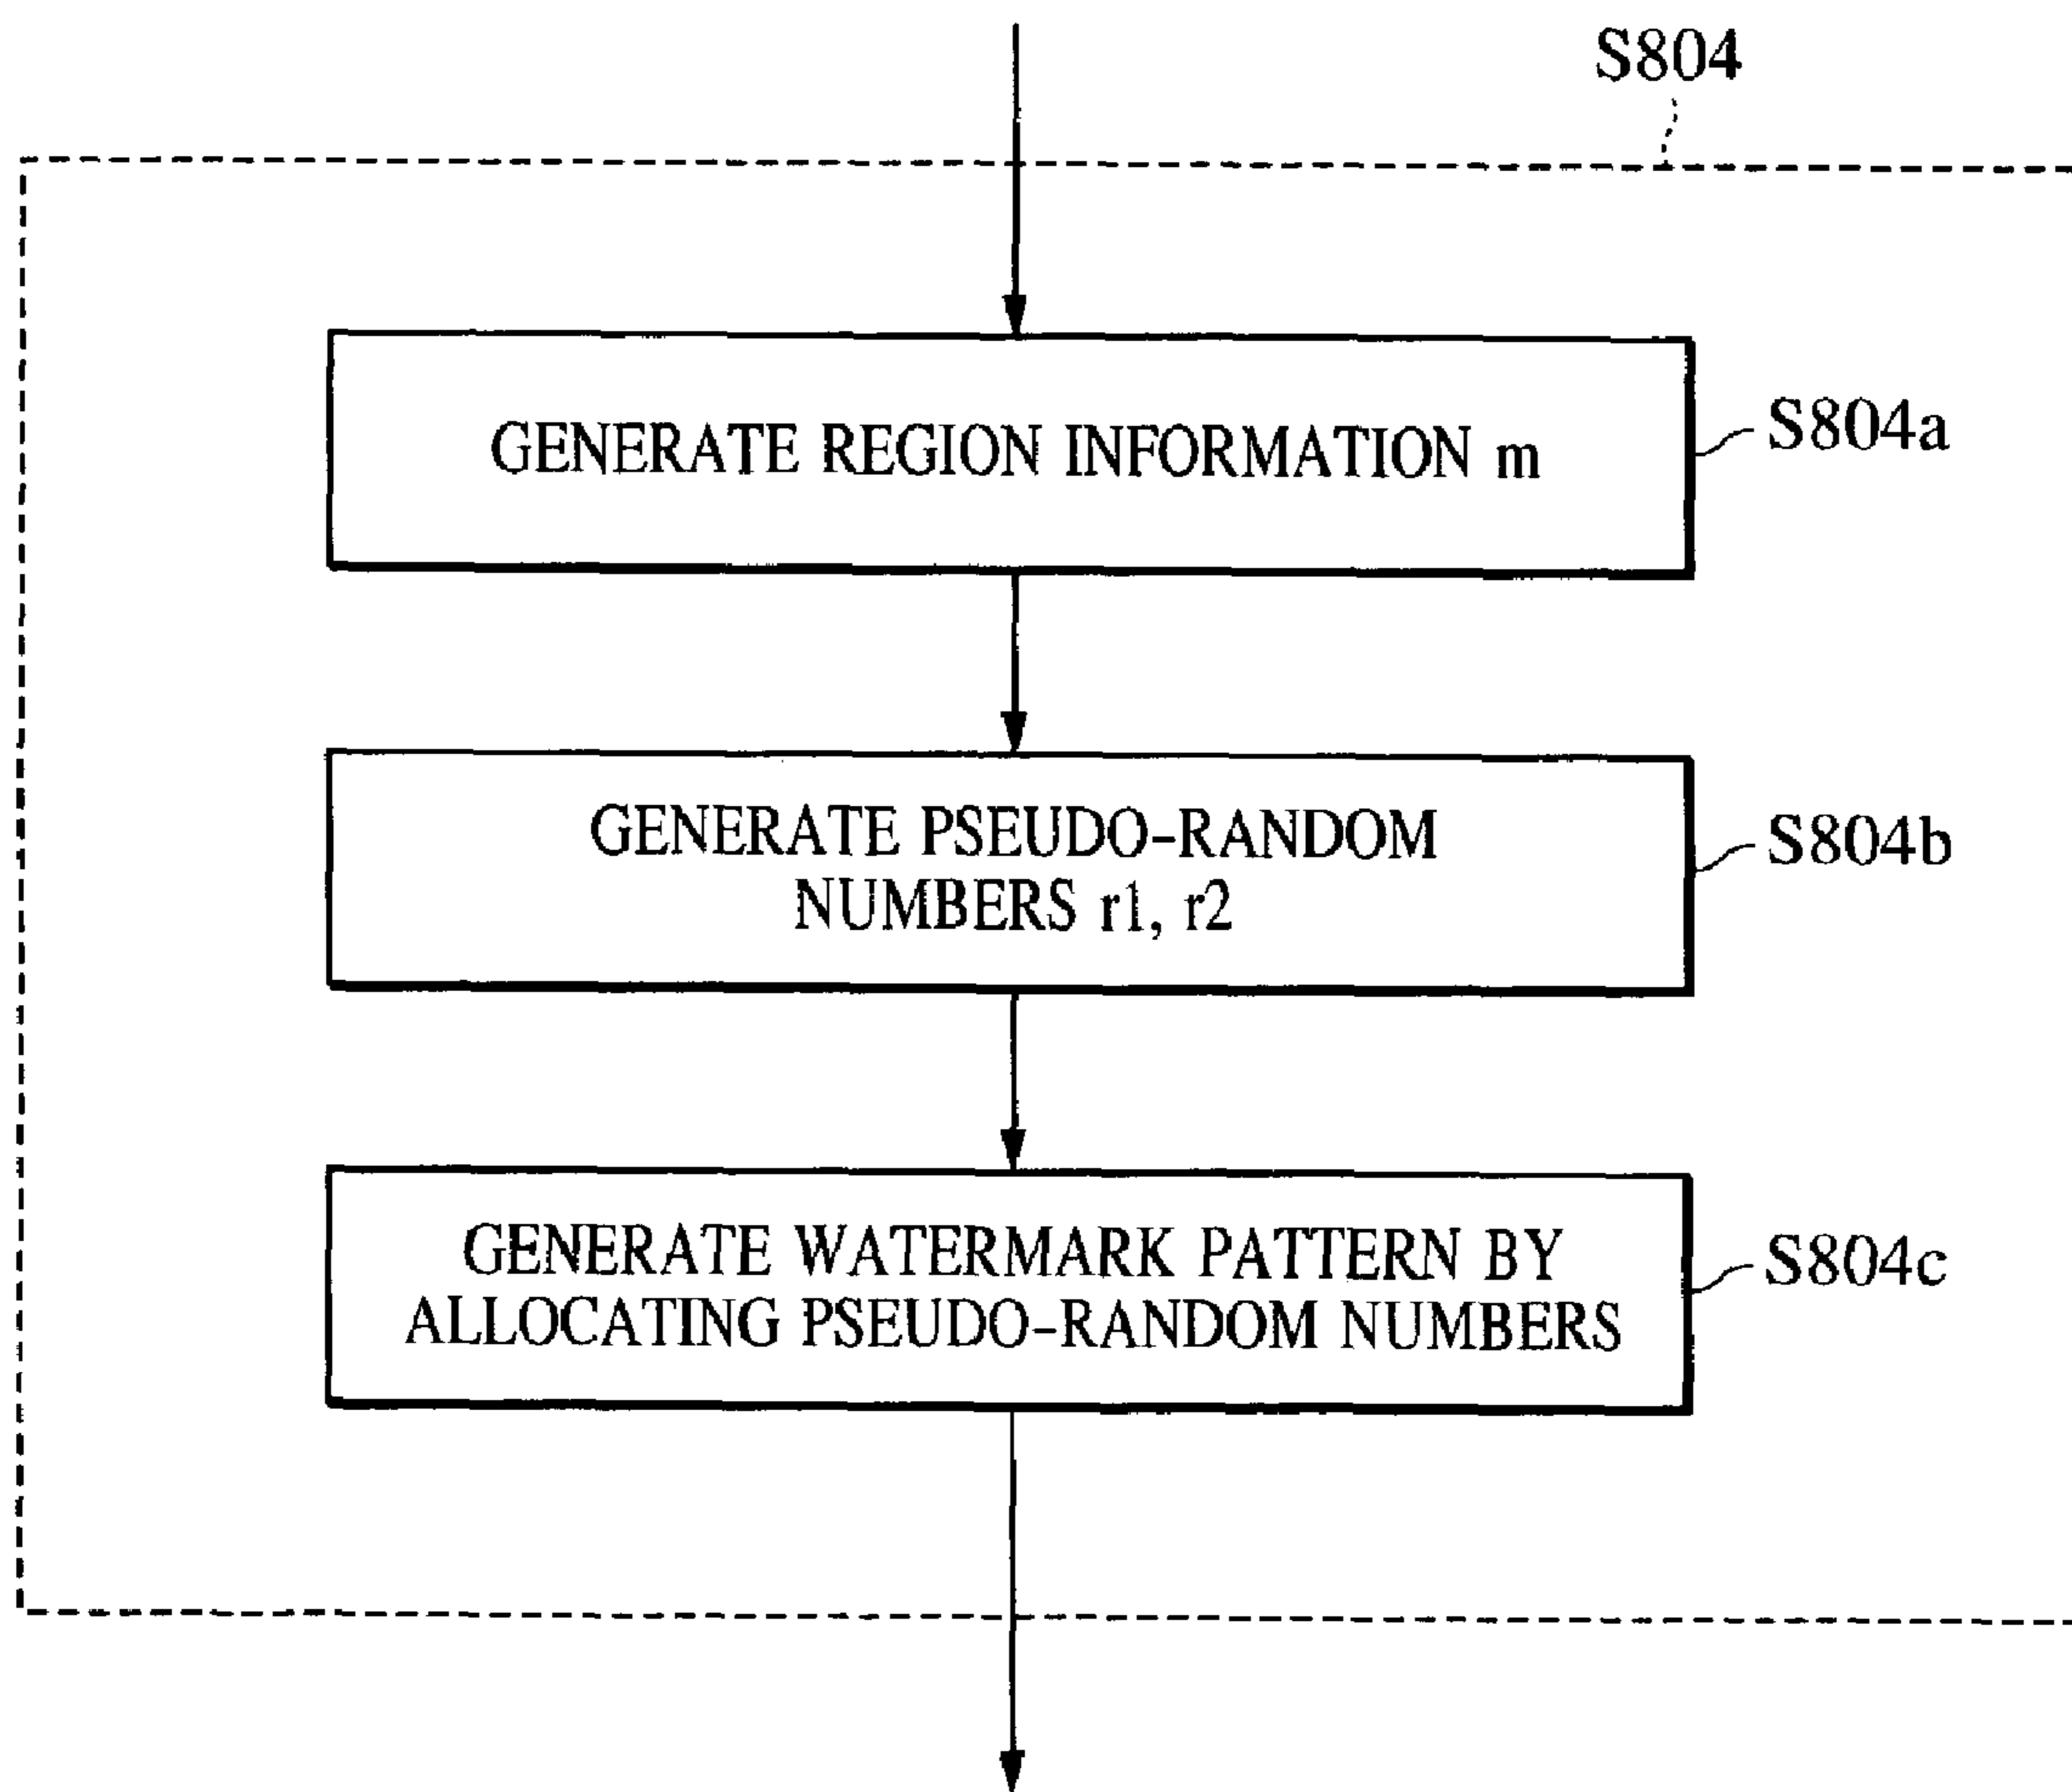 S804
GENERATE REGION INFORMATION m
S804a
GENERATE PSEUDO-RANDOM
NUMBERS r1, r2
S804b
GENERATE WATERMARK PATTERN BY
ALLOCATING PSEUDO-RANDOM NUMBERS
S804c